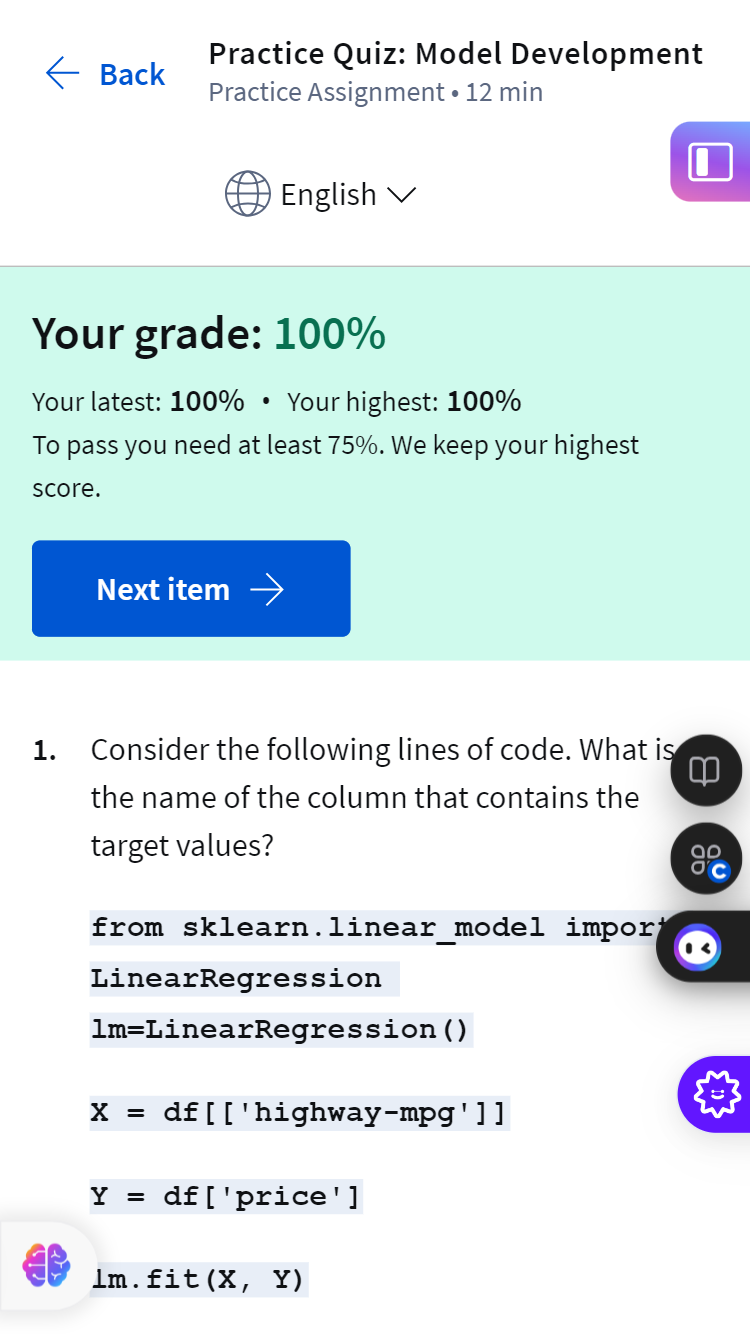 Back
Practice Quiz: Model Development
Practice Assignment • 12 min
English
Your grade: 100%
Your latest: 100% • Your highest: 100%
To pass you need at least 75%. We keep your highest
score.
Next item
1. Consider the following lines of code. What is
the name of the column that contains the
target values?
from sklearn.linear_model import
LinearRegression
lm=LinearRegression()
X = df[['highway-mpg']]
Y = df['price']
lm.fit(X, Y)